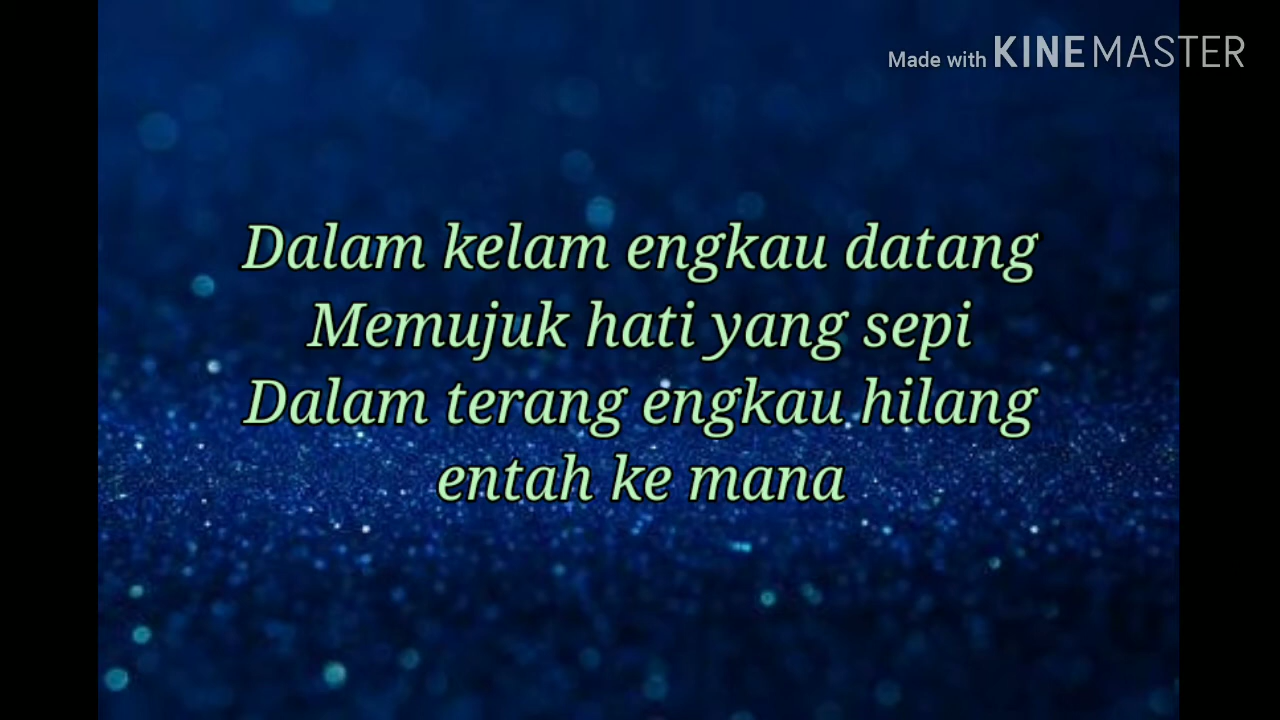 Made with KINEMASTER
Dalam kelam engkau datang
Memujuk hati yang sepi
Dalam terang engkau hilang
entah ke mana